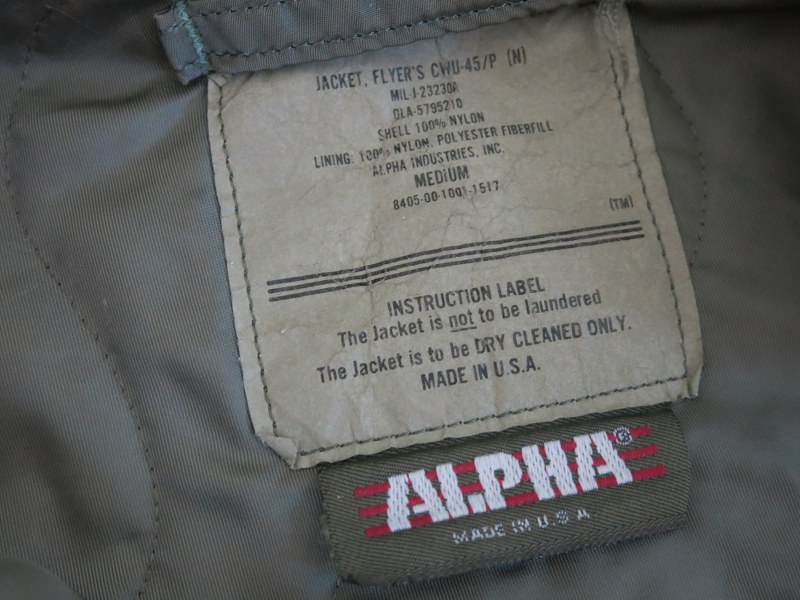 JACKET, FLYER'S CWU-45/P (N)
MIL-J-23230A
DLA-5795210
SHELL 100% NYLON
LINING: 100% NYLON, POLYESTER FIBERFILL
ALPHA INDUSTRIES, INC.
MEDIUM
8405-00-1001-1517
(TM)
INSTRUCTION LABEL
The Jacket is not to be laundered
The Jacket is to be DRY CLEANED ONLY.
MADE IN U.S.A.
ALPHA®
MADE IN U.S.A